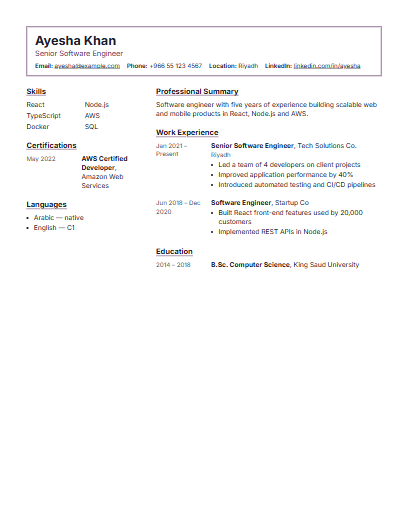 Ayesha Khan
Senior Software Engineer
Email: ayesha@example.com Phone: +966 55 123 4567 Location: Riyadh LinkedIn: linkedin.com/in/ayesha
Skills
React Node.js
TypeScript AWS
Docker SQL
Certifications
May 2022 AWS Certified
Developer,
Amazon Web
Services
Languages
• Arabic — native
• English — C1
Professional Summary
Software engineer with five years of experience building scalable web
and mobile products in React, Node.js and AWS.
Work Experience
Jan 2021 – Senior Software Engineer, Tech Solutions Co.
Present Riyadh
• Led a team of 4 developers on client projects
• Improved application performance by 40%
• Introduced automated testing and CI/CD pipelines
Jun 2018 – Dec Software Engineer, Startup Co
2020 • Built React front-end features used by 20,000
customers
• Implemented REST APIs in Node.js
Education
2014 – 2018 B.Sc. Computer Science, King Saud University